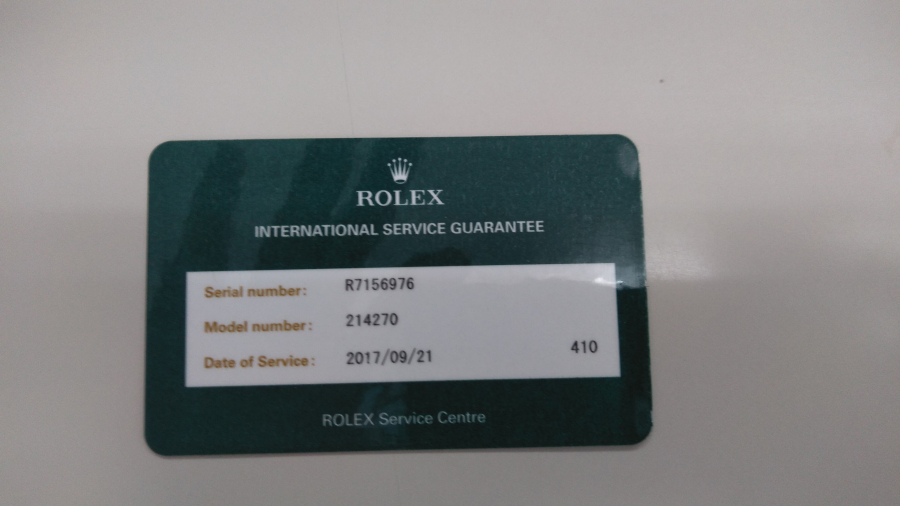 ROLEX
INTERNATIONAL SERVICE GUARANTEE
Serial number: R7156976
Model number: 214270
Date of Service: 2017/09/21 410
ROLEX Service Centre